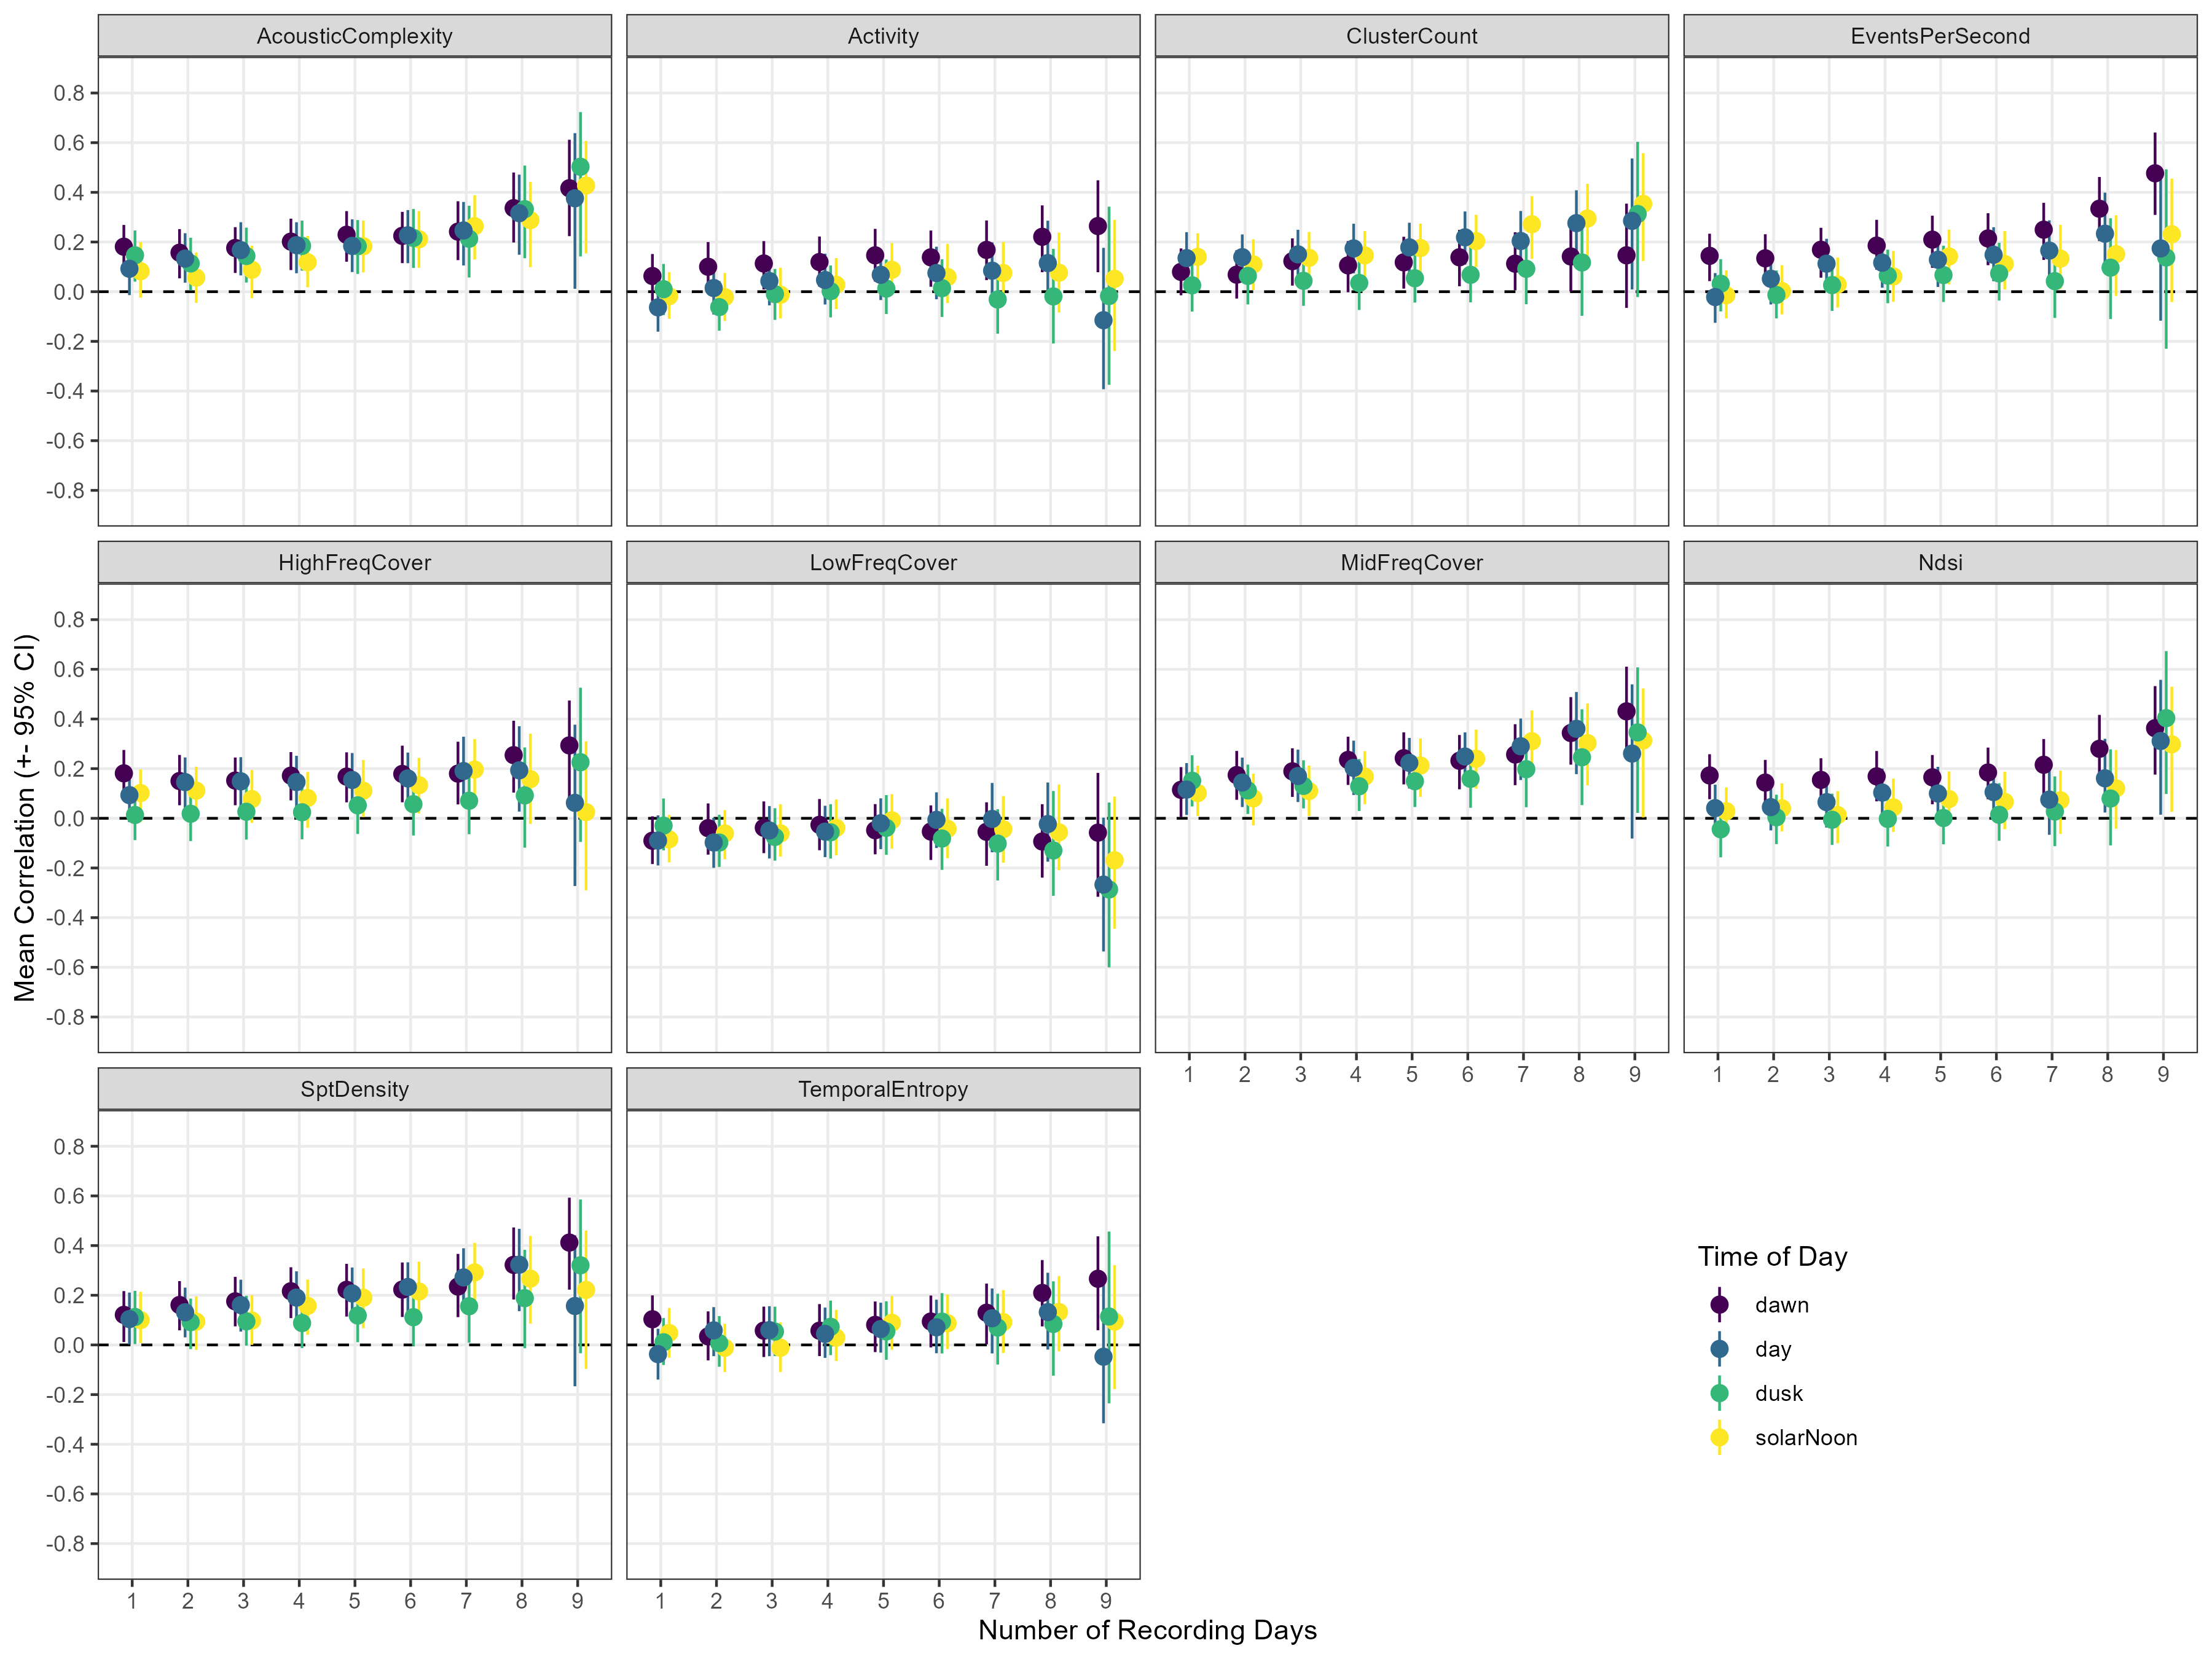 AcousticComplexity
Activity
ClusterCount
EventsPerSecond
0.8
0.6
0.4
0.2
0.0
-0.2
-0.4
-0.6
-0.8
HighFreqCover
LowFreqCover
MidFreqCover
Ndsi
Mean Correlation (+- 95% CI)
0.8
0.6
0.4
0.2
0.0
-0.2
-0.4
-0.6
-0.8
1 2 3 4 5 6 7 8 9
1 2 3 4 5 6 7 8 9
SptDensity
TemporalEntropy
0.8
0.6
0.4
0.2
0.0
-0.2
-0.4
-0.6
-0.8
1 2 3 4 5 6 7 8 9
1 2 3 4 5 6 7 8 9
Number of Recording Days
Time of Day
dawn
day
dusk
solarNoon